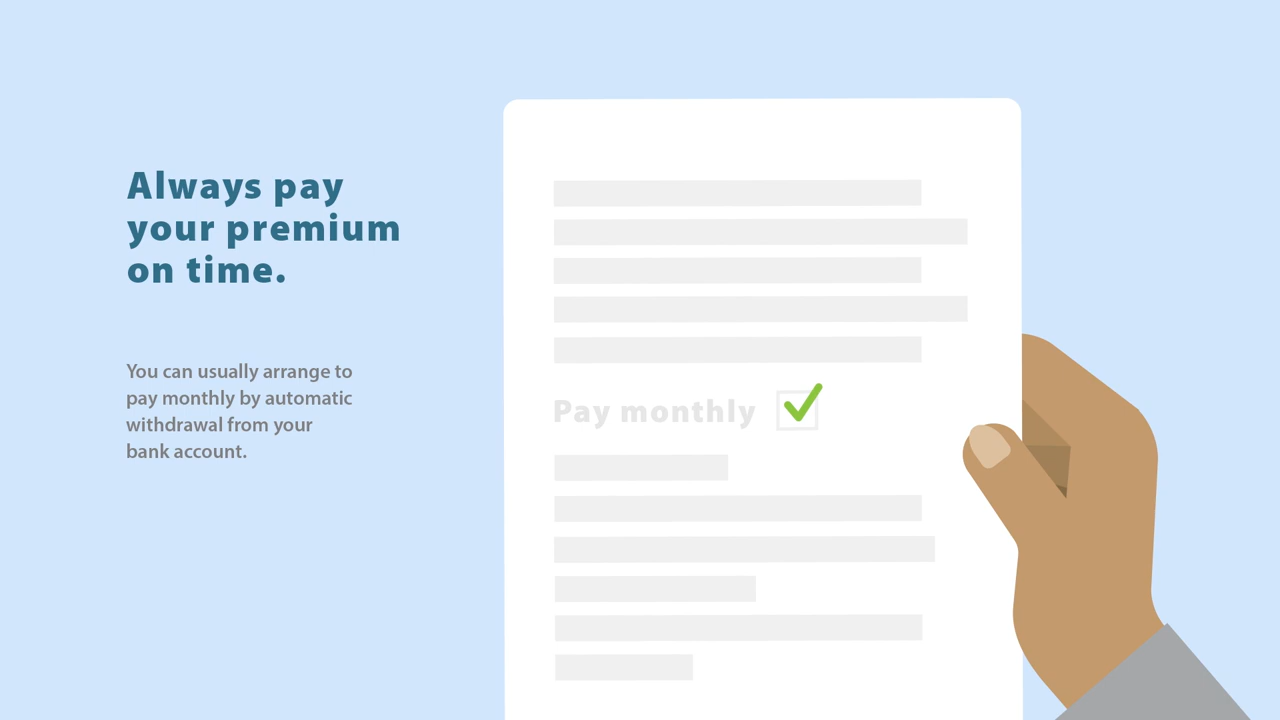 Always pay
your premium
on time.
You can usually arrange to
pay monthly by automatic
withdrawal from your
bank account.
Pay monthly